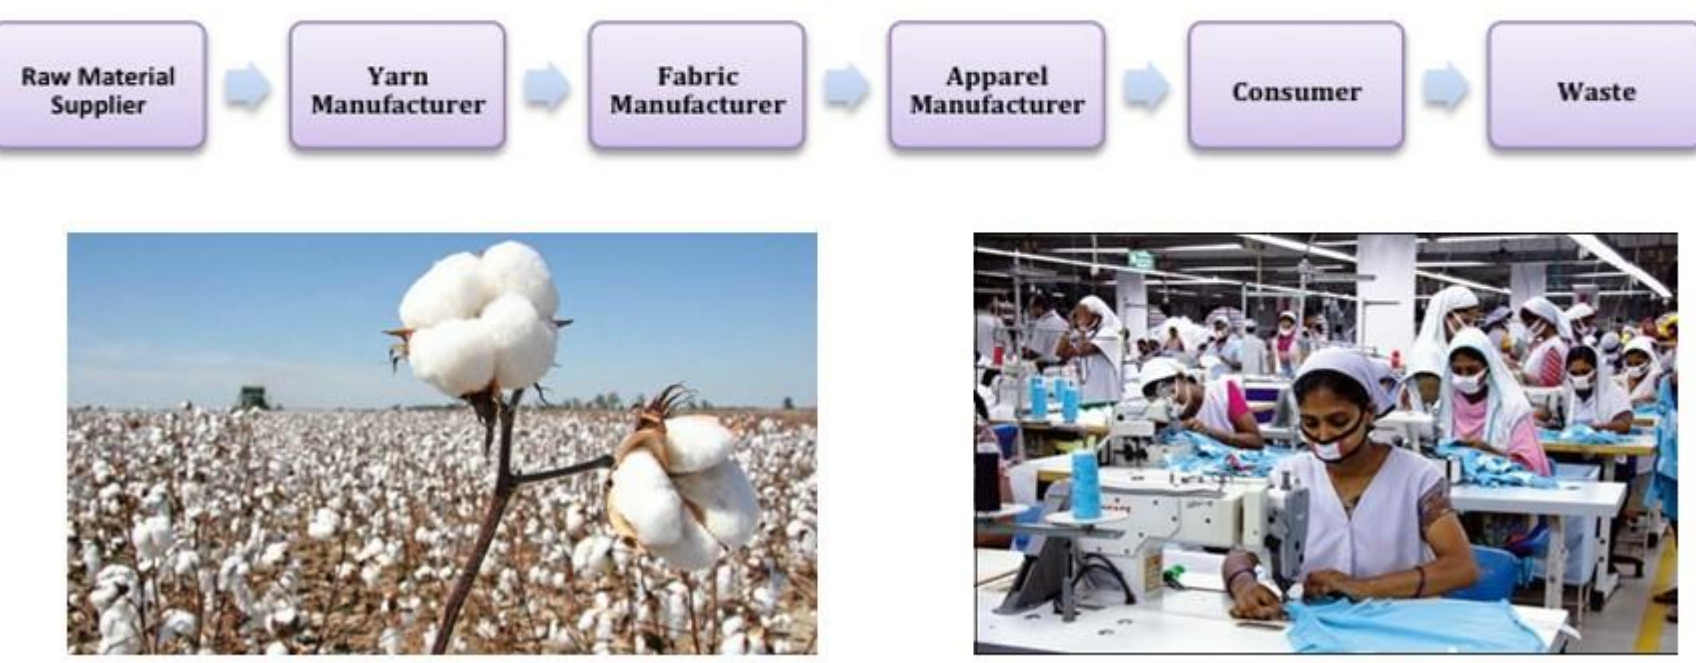 Raw Material
Supplier
Yarn
Manufacturer
Fabric
Manufacturer
Apparel
Manufacturer
Consumer
Waste